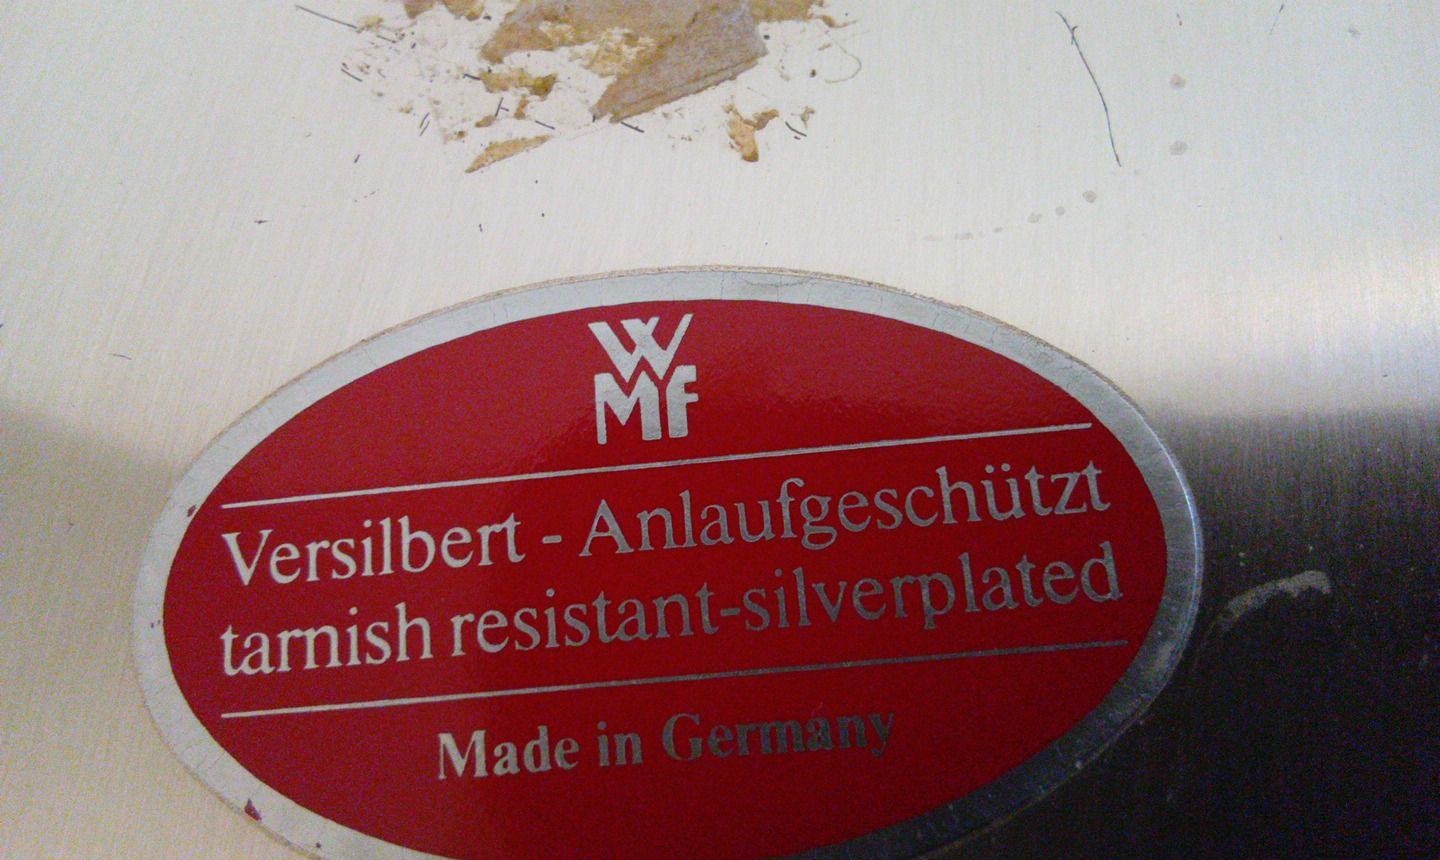 WMF
Versilbert - Anlaufgeschützt
tarnish resistant-silverplated
Made in Germany